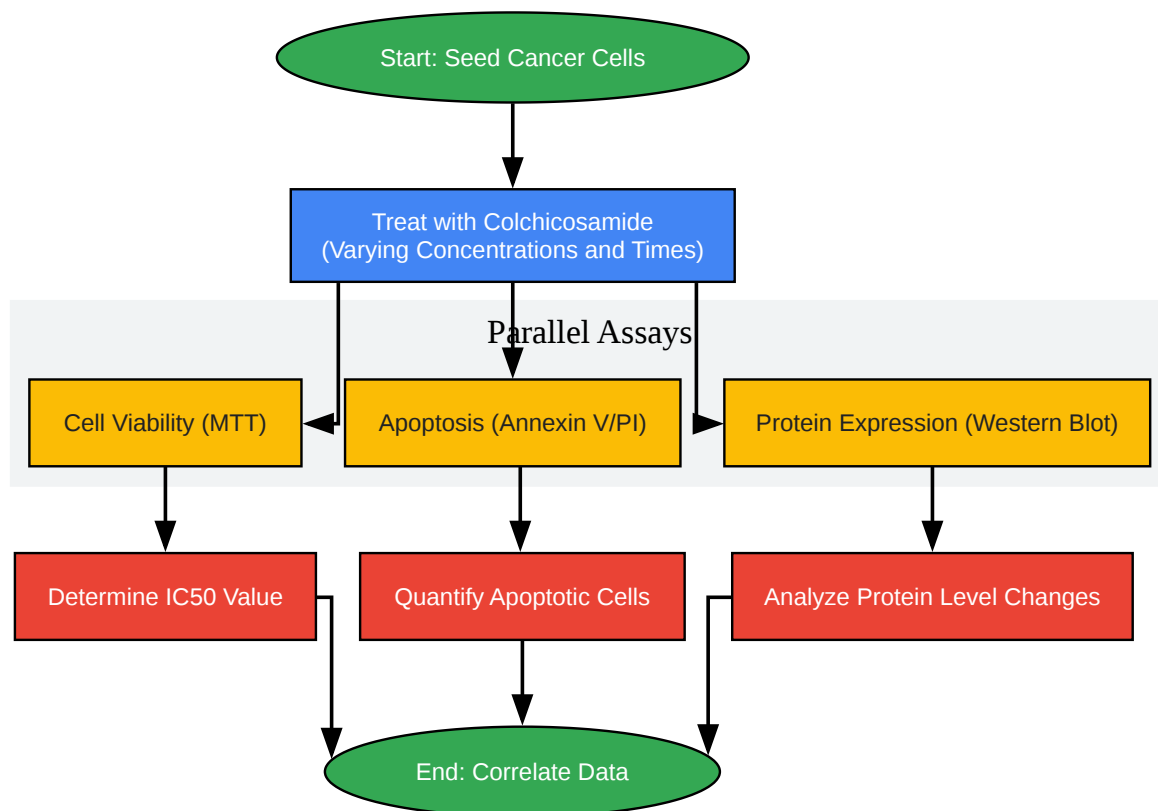 Start: Seed Cancer Cells
Treat with Colchicosamide
(Varying Concentrations and Times)
Parallel Assays
Cell Viability (MTT)
Apoptosis (Annexin V/PI)
Protein Expression (Western Blot)
Determine IC50 Value
Quantify Apoptotic Cells
Analyze Protein Level Changes
End: Correlate Data